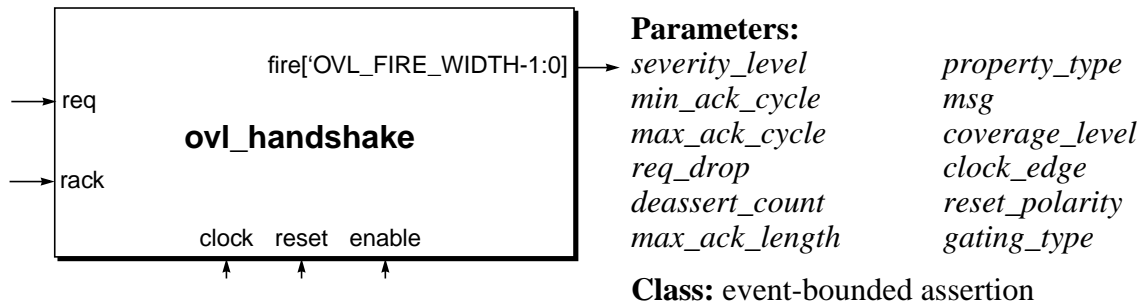 fire[‘OVL_FIRE_WIDTH-1:0]
req
ovl_handshake
rack
clock reset enable
Parameters:
severity_level property_type
min_ack_cycle msg
max_ack_cycle coverage_level
req_drop clock_edge
deassert_count reset_polarity
max_ack_length gating_type
Class: event-bounded assertion